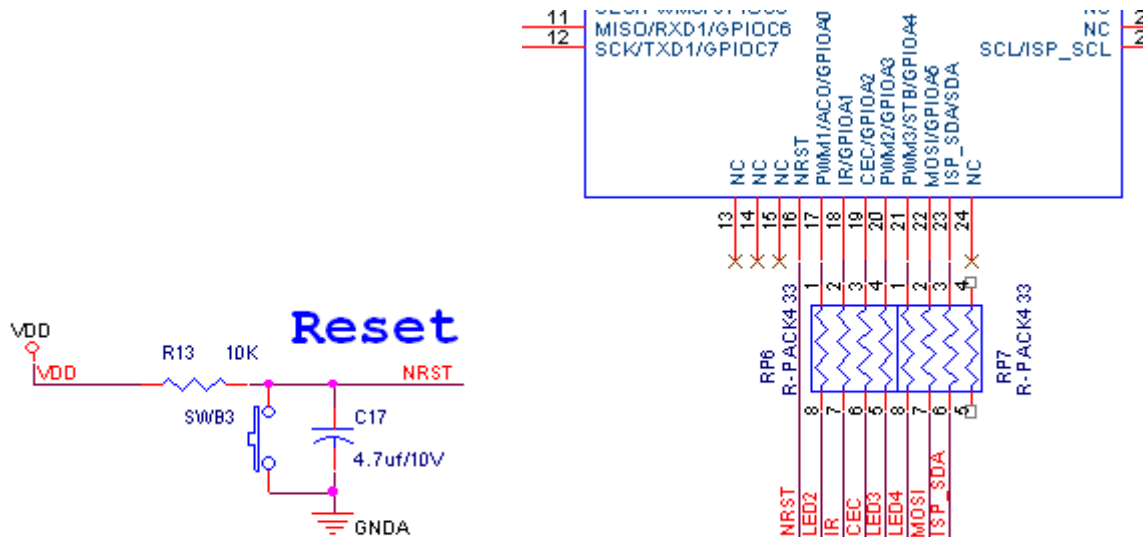 11
MISO/RXD1/GPIOC6
12
SCK/TXD1/GPIOC7
NC
SCL/ISP_SCL
NC
NC
NC
NRST
PWM1/ACO/GPIOA0
IR/GPIOA1
CEC/GPIOA2
PWM2/GPIOA3
PWM3/STB/GPIOA4
MOSI/GPIOA5
ISP_SDA/SDA
NC
13
14
15
16
17
18
19
20
21
22
23
24
1
2
3
4
1
2
3
4
RP6
R-PACK4 33
RP7
R-PACK4 33
8
7
6
5
8
7
6
5
NRST
LED2
IR
CEC
LED3
LED4
MOSI
ISP_SDA
Reset
VDD
VDD
R13 10K
NRST
SWB3
C17
4.7uf/10V
GNDA